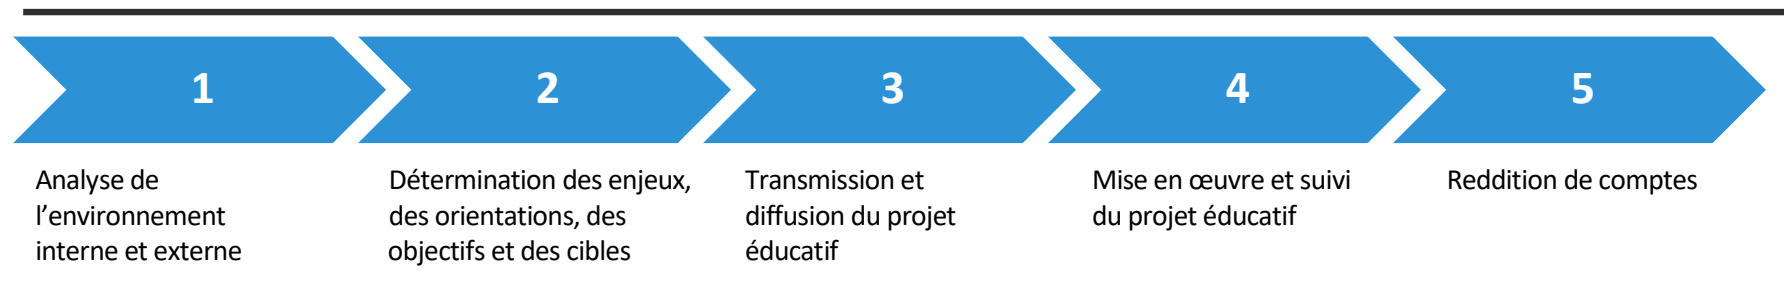 1
2
3
4
5
Analyse de
l’environnement
interne et externe
Détermination des enjeux,
des orientations, des
objectifs et des cibles
Transmission et
diffusion du projet
éducatif
Mise en œuvre et suivi
du projet éducatif
Reddition de comptes